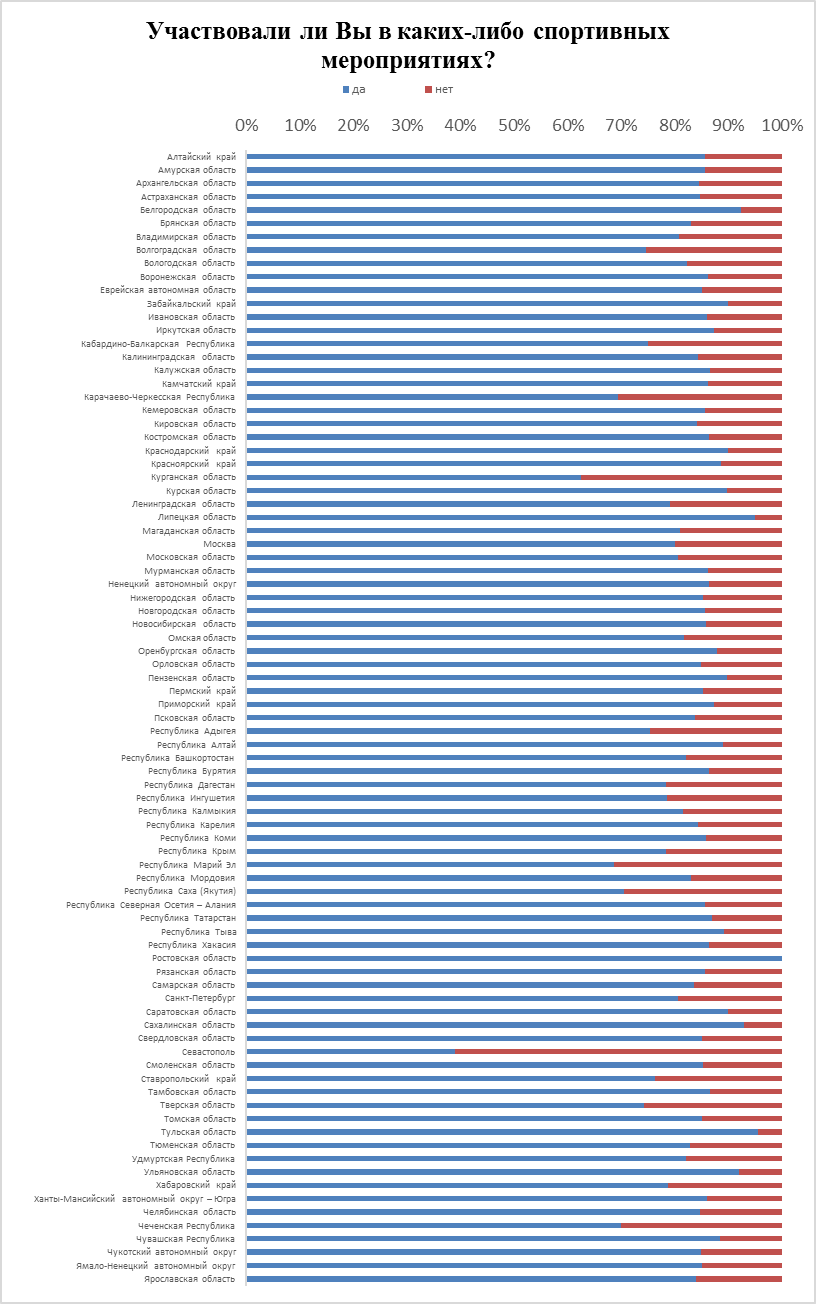 Участвовали ли Вы в каких-либо спортивных
мероприятиях?
да нет
0% 10% 20% 30% 40% 50% 60% 70% 80% 90% 100%
Алтайский край
Амурская область
Архангельская область
Астраханская область
Белгородская область
Брянская область
Владимирская область
Волгоградская область
Вологодская область
Воронежская область
Еврейская автономная область
Забайкальский край
Ивановская область
Иркутская область
Кабардино-Балкарская Республика
Калининградская область
Калужская область
Камчатский край
Карачаево-Черкесская Республика
Кемеровская область
Кировская область
Костромская область
Краснодарский край
Красноярский край
Курганская область
Курская область
Ленинградская область
Липецкая область
Магаданская область
Москва
Московская область
Мурманская область
Ненецкий автономный округ
Нижегородская область
Новгородская область
Новосибирская область
Омская область
Оренбургская область
Орловская область
Пензенская область
Пермский край
Приморский край
Псковская область
Республика Адыгея
Республика Алтай
Республика Башкортостан
Республика Бурятия
Республика Дагестан
Республика Ингушетия
Республика Калмыкия
Республика Карелия
Республика Коми
Республика Крым
Республика Марий Эл
Республика Мордовия
Республика Саха (Якутия)
Республика Северная Осетия – Алания
Республика Татарстан
Республика Тыва
Республика Хакасия
Ростовская область
Рязанская область
Самарская область
Санкт-Петербург
Саратовская область
Сахалинская область
Свердловская область
Севастополь
Смоленская область
Ставропольский край
Тамбовская область
Тверская область
Томская область
Тульская область
Тюменская область
Удмуртская Республика
Ульяновская область
Хабаровский край
Ханты-Мансийский автономный округ – Югра
Челябинская область
Чеченская Республика
Чувашская Республика
Чукотский автономный округ
Ямало-Ненецкий автономный округ
Ярославская область